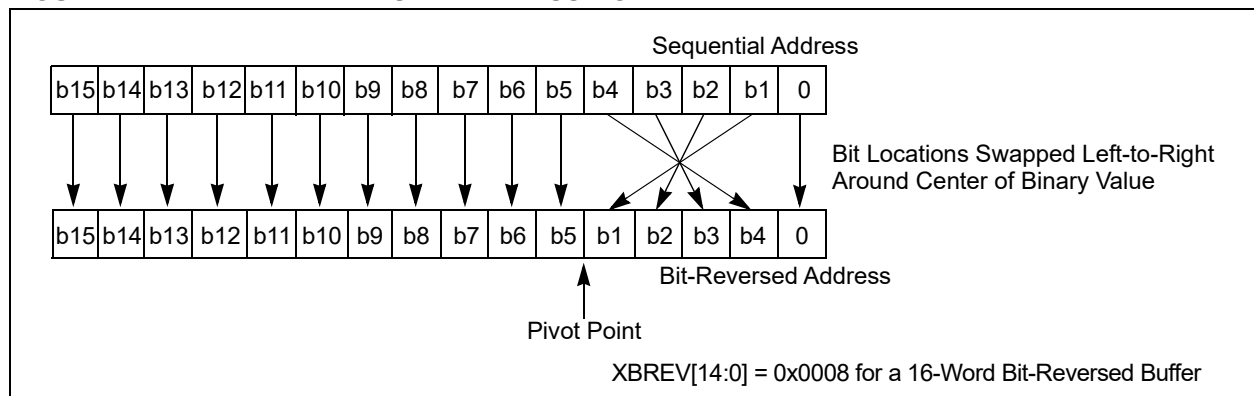 Sequential Address
b15 b14 b13 b12 b11 b10 b9 b8 b7 b6 b5 b4 b3 b2 b1 0
Bit Locations Swapped Left-to-Right
Around Center of Binary Value
b15 b14 b13 b12 b11 b10 b9 b8 b7 b6 b5 b1 b2 b3 b4 0
Bit-Reversed Address
Pivot Point
XBREV[14:0] = 0x0008 for a 16-Word Bit-Reversed Buffer